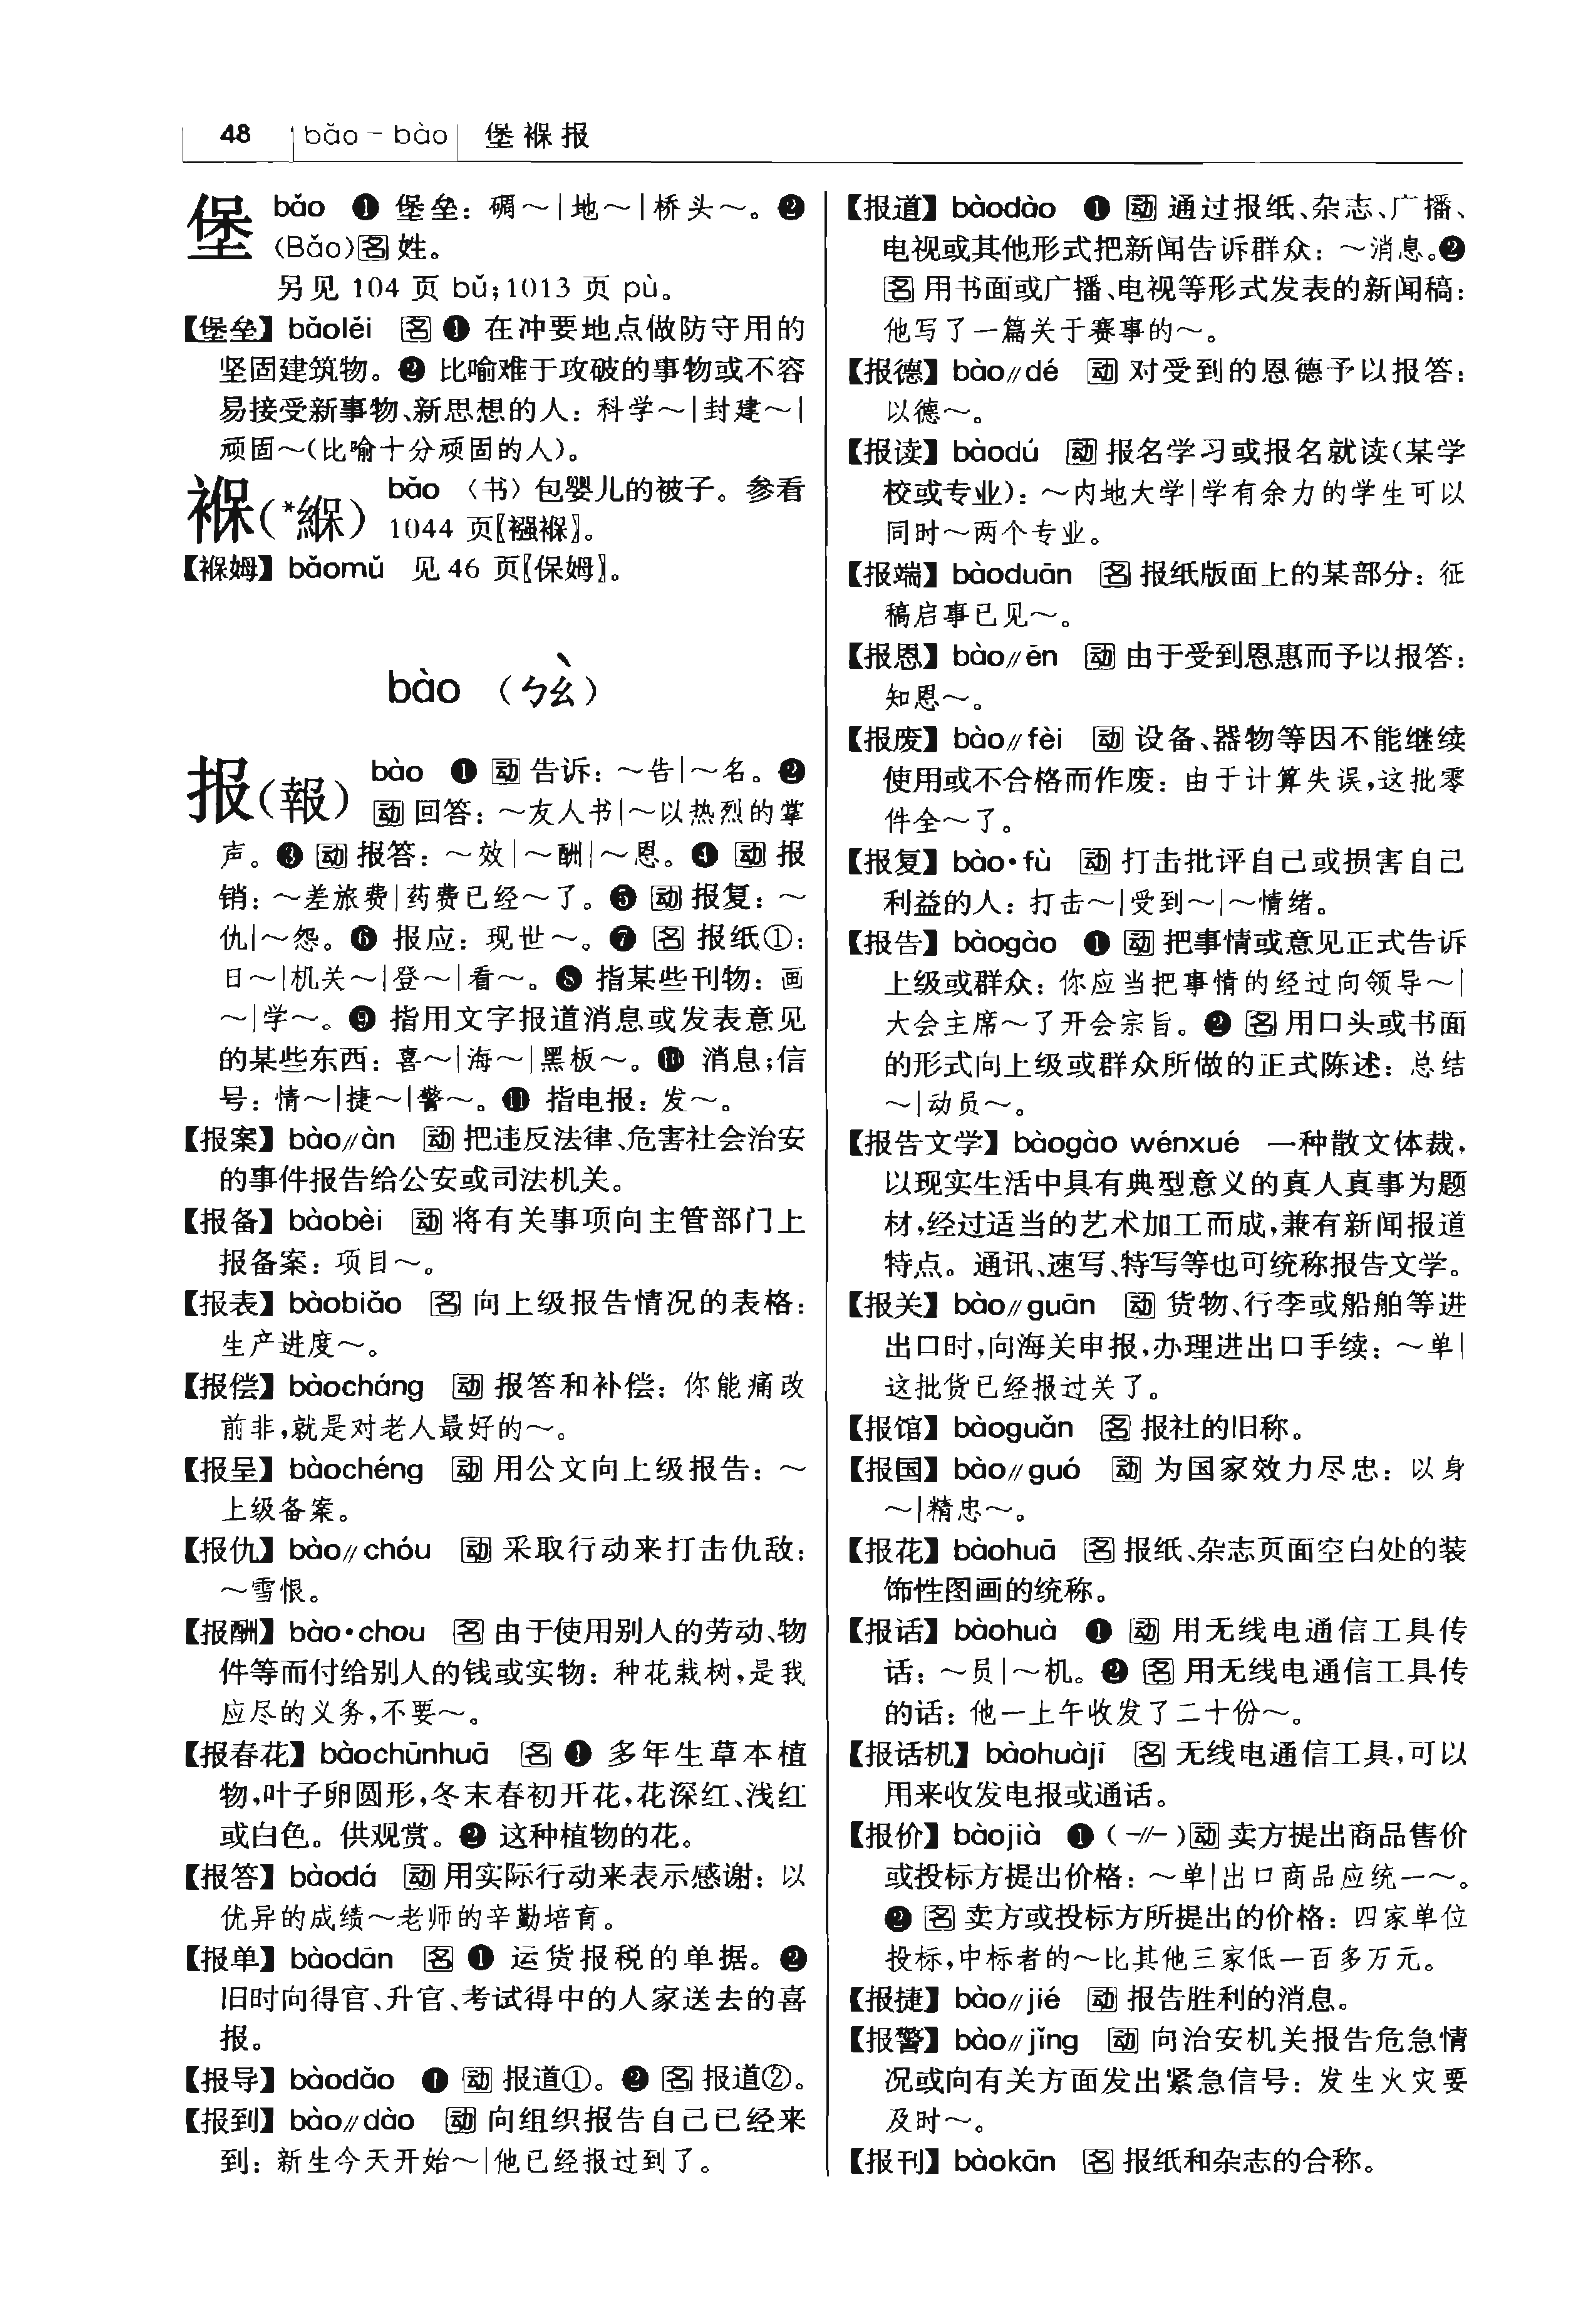 48 bǎo－bào 堡褓报
堡 bǎo ❶ 堡垒：碉～|地～|桥头～。❷
(Bǎo)名姓。
另见 104 页 bǔ；1013 页 pù。
【堡垒】bǎolěi 名❶ 在冲要地点做防守用的
坚固建筑物。❷ 比喻难于攻破的事物或不容
易接受新事物、新思想的人：科学～|封建～|
顽固～(比喻十分顽固的人)。
褓(*緥) bǎo 〈书〉包婴儿的被子。参看
1044 页〖襁褓〗。
【褓姆】bǎomǔ 见 46 页〖保姆〗。
bào (ㄅㄠˋ)
报(報) bào ❶ 动 告诉：～告|～名。❷
动 回答：～友人书|～以热烈的掌
声。❸ 动 报答：～效|～酬|～恩。❹ 动 报
销：～差旅费|药费已经～了。❺ 动 报复：～
仇|～怨。❻ 报应：现世～。❼ 名 报纸①：
日～|机关～|登～|看～。❽ 指某些刊物：画
～|学～。❾ 指用文字报道消息或发表意见
的某些东西：喜～|海～|黑板～。❿ 消息；信
号：情～|捷～|警～。⓫ 指电报：发～。
【报案】bào∥àn 动 把违反法律、危害社会治安
的事件报告给公安或司法机关。
【报备】bàobèi 动 将有关事项向主管部门上
报备案：项目～。
【报表】bàobiǎo 名 向上级报告情况的表格：
生产进度～。
【报偿】bàocháng 动 报答和补偿：你能痛改
前非，就是对老人最好的～。
【报呈】bàochéng 动 用公文向上级报告：～
上级备案。
【报仇】bào∥chóu 动 采取行动来打击仇敌：
～雪恨。
【报酬】bào·chou 名 由于使用别人的劳动、物
件等而付给别人的钱或实物：种花栽树，是我
应尽的义务，不要～。
【报春花】bàochūnhuā 名 ❶ 多年生草本植
物，叶子卵圆形，冬末春初开花，花深红、浅红
或白色。供观赏。❷ 这种植物的花。
【报答】bàodá 动 用实际行动来表示感谢：以
优异的成绩～老师的辛勤培育。
【报单】bàodān 名 ❶ 运货报税的单据。❷
旧时向得官、升官、考试得中的人家送去的喜
报。
【报导】bàodǎo ❶ 动 报道①。❷ 名 报道②。
【报到】bào∥dào 动 向组织报告自己已经来
到：新生今天开始～|他已经报过到了。
【报道】bàodào ❶ 动 通过报纸、杂志、广播、
电视或其他形式把新闻告诉群众：～消息。❷
名 用书面或广播、电视等形式发表的新闻稿：
他写了一篇关于赛事的～。
【报德】bào∥dé 动 对受到的恩德予以报答：
以德～。
【报读】bàodú 动 报名学习或报名就读(某学
校或专业)：～内地大学|学有余力的学生可以
同时～两个专业。
【报端】bàoduān 名 报纸版面上的某部分：征
稿启事已见～。
【报恩】bào∥ēn 动 由于受到恩惠而予以报答：
知恩～。
【报废】bào∥fèi 动 设备、器物等因不能继续
使用或不合格而作废：由于计算失误，这批零
件全～了。
【报复】bào·fù 动 打击批评自己或损害自己
利益的人：打击～|受到～|～情绪。
【报告】bàogào ❶ 动 把事情或意见正式告诉
上级或群众：你应当把事情的经过向领导～|
大会主席～了开会宗旨。❷ 名 用口头或书面
的形式向上级或群众所做的正式陈述：总结
～|动员～。
【报告文学】bàogào wénxué 一种散文体裁，
以现实生活中具有典型意义的真人真事为题
材，经过适当的艺术加工而成，兼有新闻报道
特点。通讯、速写、特写等也可统称报告文学。
【报关】bào∥guān 动 货物、行李或船舶等进
出口时，向海关申报，办理进出口手续：～单|
这批货已经报过关了。
【报馆】bàoguǎn 名 报社的旧称。
【报国】bào∥guó 动 为国家效力尽忠：以身
～|精忠～。
【报花】bàohuā 名 报纸、杂志页面空白处的装
饰性图画的统称。
【报话】bàohuà ❶ 动 用无线电通信工具传
话：～员|～机。❷ 名 用无线电通信工具传
的话：他一上午收发了二十份～。
【报话机】bàohuàjī 名 无线电通信工具，可以
用来收发电报或通话。
【报价】bàojià ❶ (-∥-)动 卖方提出商品售价
或投标方提出价格：～单|出口商品应统一～。
❷ 名 卖方或投标方所提出的价格：四家单位
投标，中标者的～比其他三家低一百多万元。
【报捷】bào∥jié 动 报告胜利的消息。
【报警】bào∥jǐng 动 向治安机关报告危急情
况或向有关方面发出紧急信号：发生火灾要
及时～。
【报刊】bàokān 名 报纸和杂志的合称。